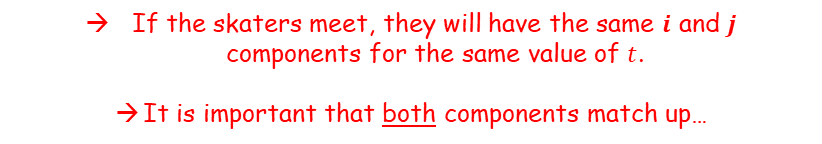 → If the skaters meet, they will have the same i and j
components for the same value of t.
→ It is important that both components match up…